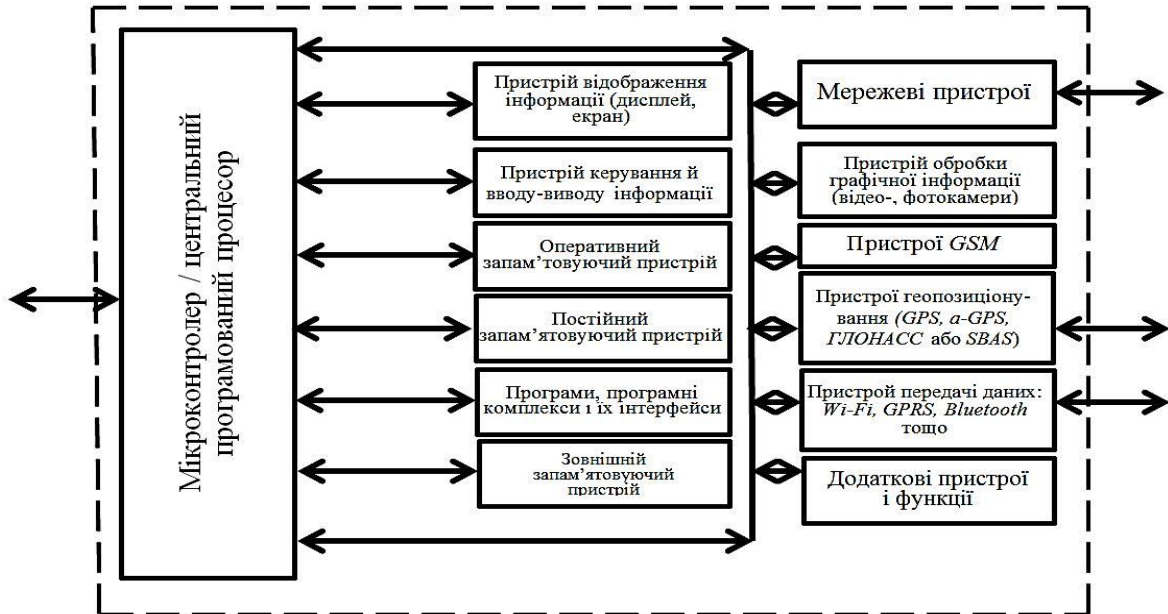 Мікроконтролер / центральний
програмований процесор
Пристрій відображення
інформації (дисплей,
екран)
Пристрій керування й
вводу-виводу інформації
Оперативний
запам’товуючий пристрій
Постійний
запам’ятовуючий пристрій
Програми, програмні
комплекси і їх інтерфейси
Зовнішній
запам’ятовуючий
пристрій
Мережеві пристрої
Пристрій обробки
графічної інформації
(відео-, фотокамери)
Пристрої GSM
Пристрої геопозиціону-
вання (GPS, a-GPS,
ГЛОНАСС або SBAS)
Пристрой передачі даних:
Wi-Fi, GPRS, Bluetooth
тощо
Додаткові пристрої
і функції